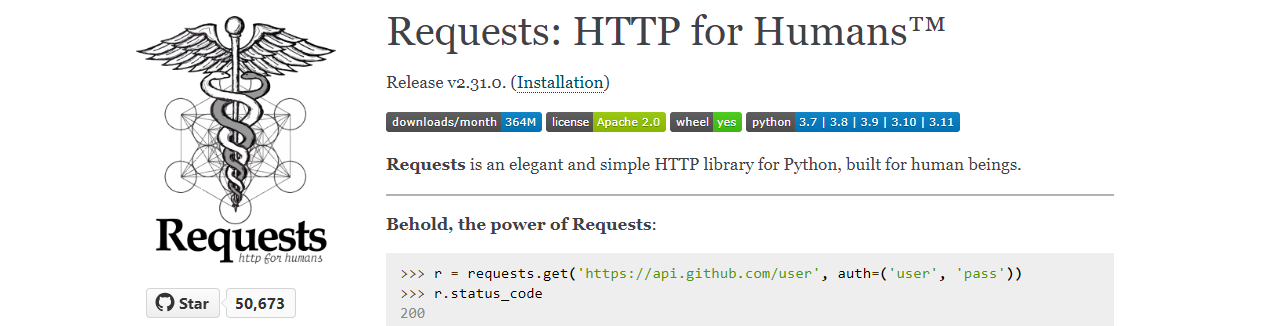 Requests
http for humans
Star 50,673
Requests: HTTP for Humans™
Release v2.31.0. (Installation)
downloads/month 364M license Apache 2.0 wheel yes python 3.7 | 3.8 | 3.9 | 3.10 | 3.11
Requests is an elegant and simple HTTP library for Python, built for human beings.
Behold, the power of Requests:
>>> r = requests.get('https://api.github.com/user', auth=('user', 'pass'))
>>> r.status_code
200